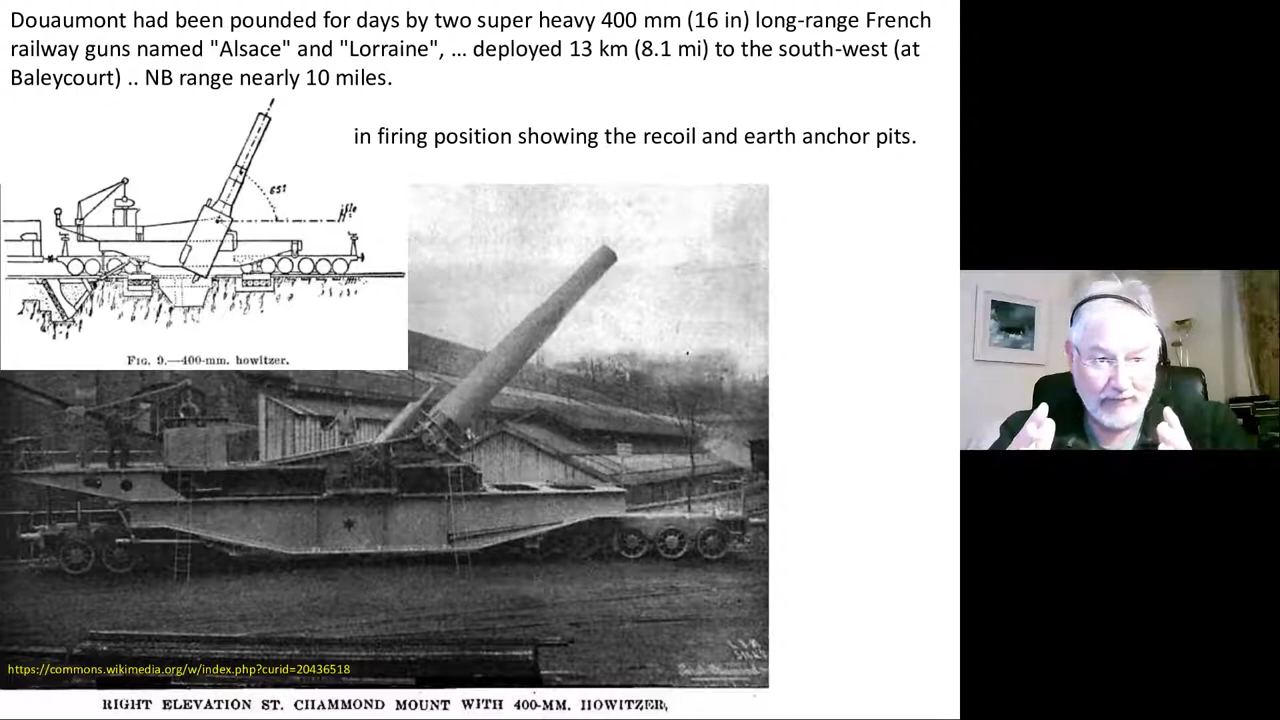 Douaumont had been pounded for days by two super heavy 400 mm (16 in) long-range French
railway guns named "Alsace" and "Lorraine", ... deployed 13 km (8.1 mi) to the south-west (at
Baleycourt) .. NB range nearly 10 miles.
in firing position showing the recoil and earth anchor pits.
65°
FIG. 9.—400-mm. howitzer.
https://commons.wikimedia.org/w/index.php?curid=20436518
RIGHT ELEVATION ST. CHAMMOND MOUNT WITH 400-MM. HOWITZER,